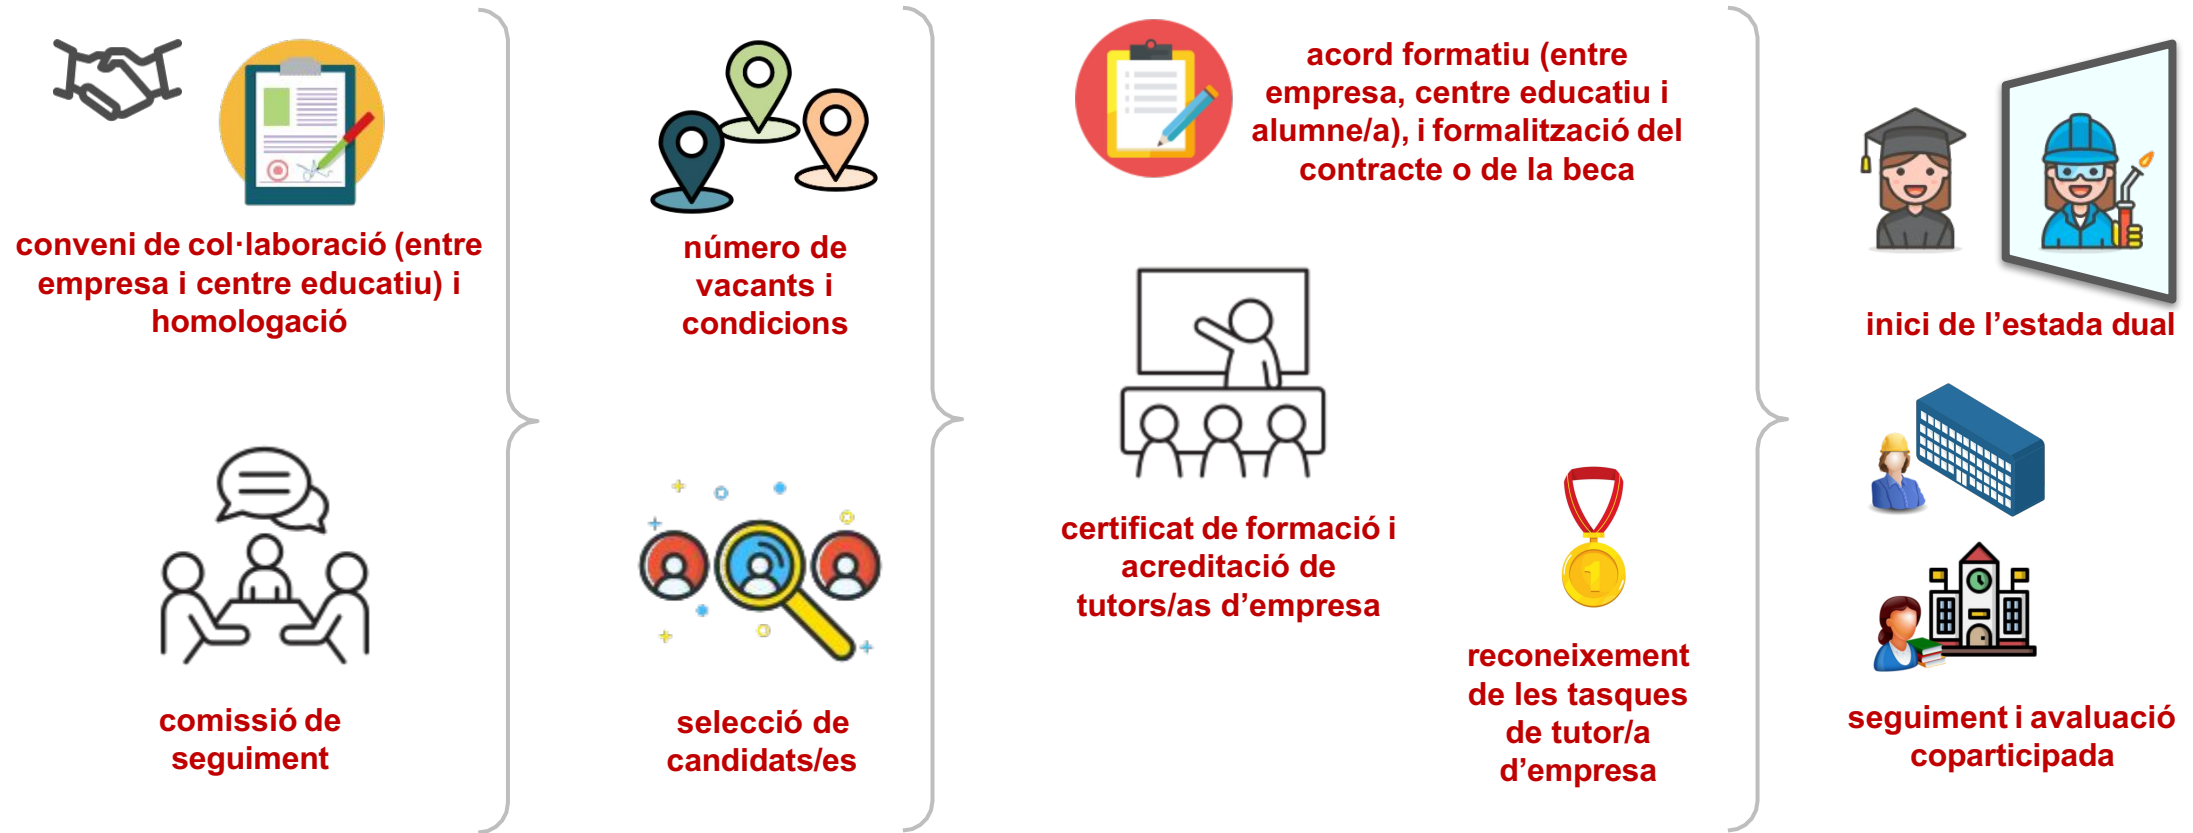 conveni de col·laboració (entre
empresa i centre educatiu) i
homologació
comissió de
seguiment
número de
vacants i
condicions
selecció de
candidats/es
acord formatiu (entre
empresa, centre educatiu i
alumne/a), i formalització del
contracte o de la beca
certificat de formació i
acreditació de
tutors/as d’empresa
1
reconeixement
de les tasques
de tutor/a
d’empresa
inici de l’estada dual
seguiment i avaluació
coparticipada